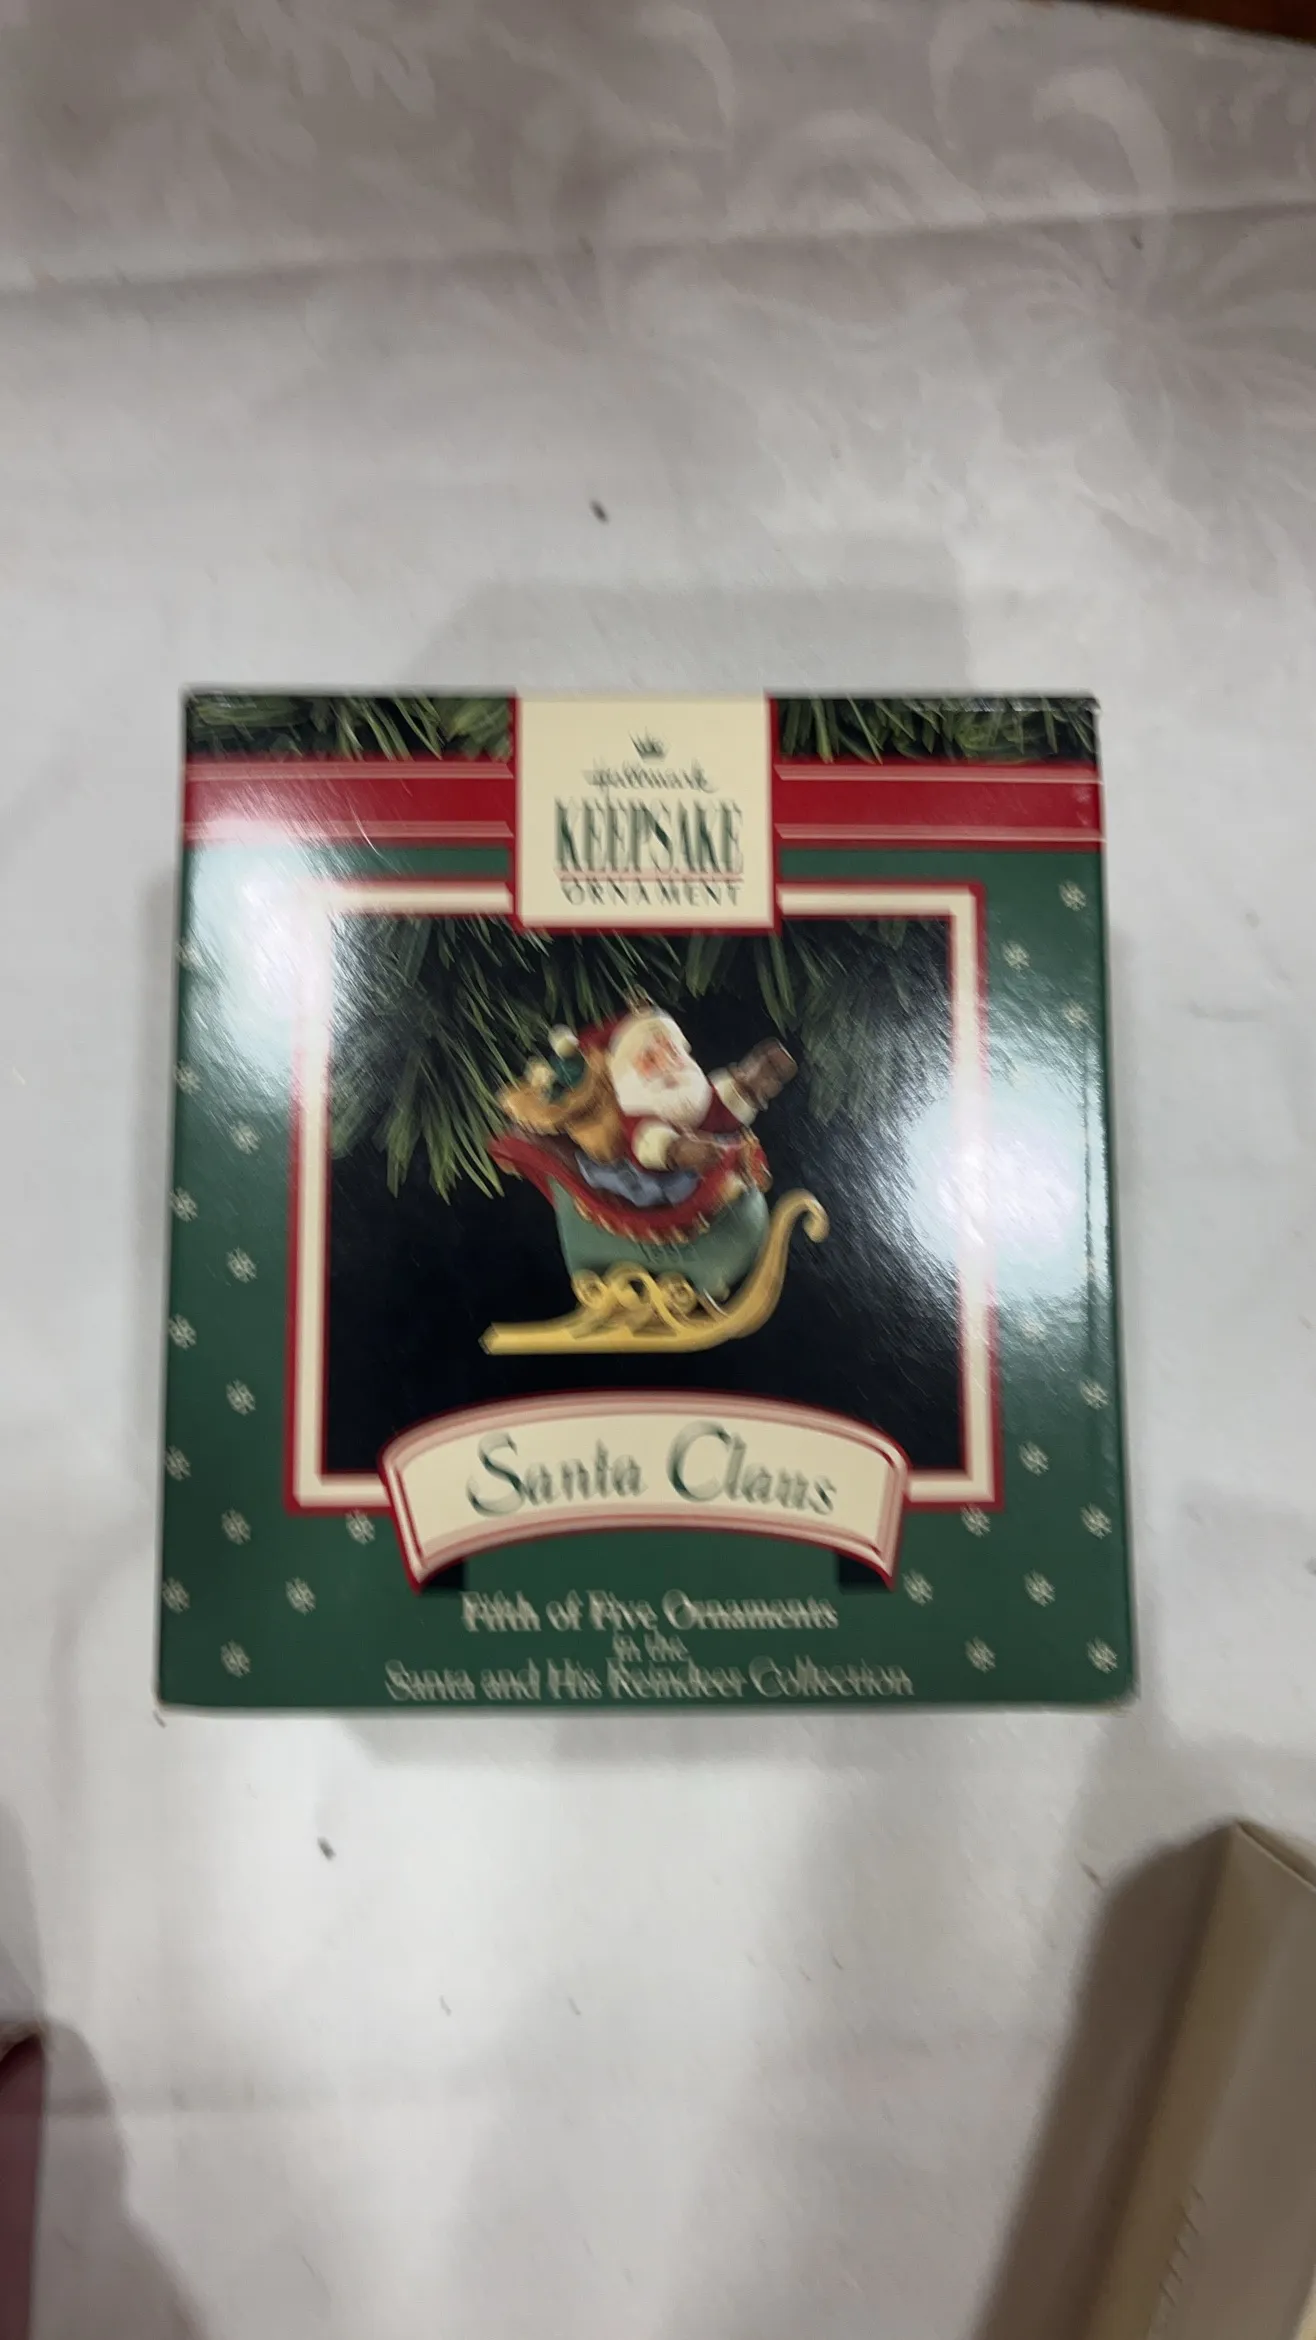 Hallmark
KEEPSAKE
ORNAMENT
Santa Claus
Fifth of Five Ornaments
in the
Santa and His Reindeer Collection